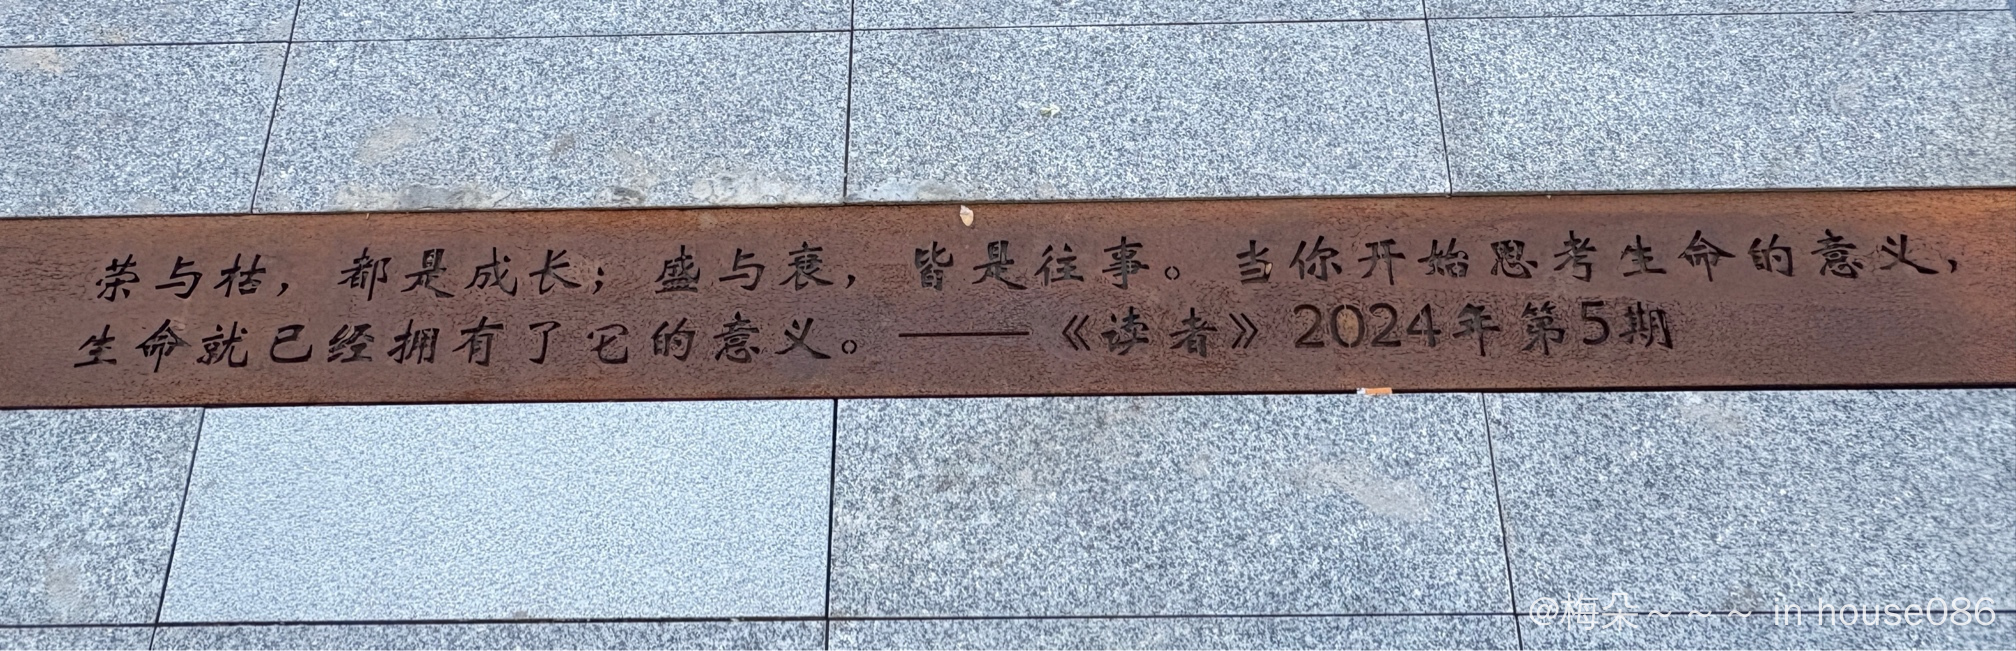 荣与枯，都是成长；盛与衰，皆是往事。当你开始思考生命的意义，
生命就已经拥有了它的意义。——《读者》2024年第5期
@梅朵～～～ in house086